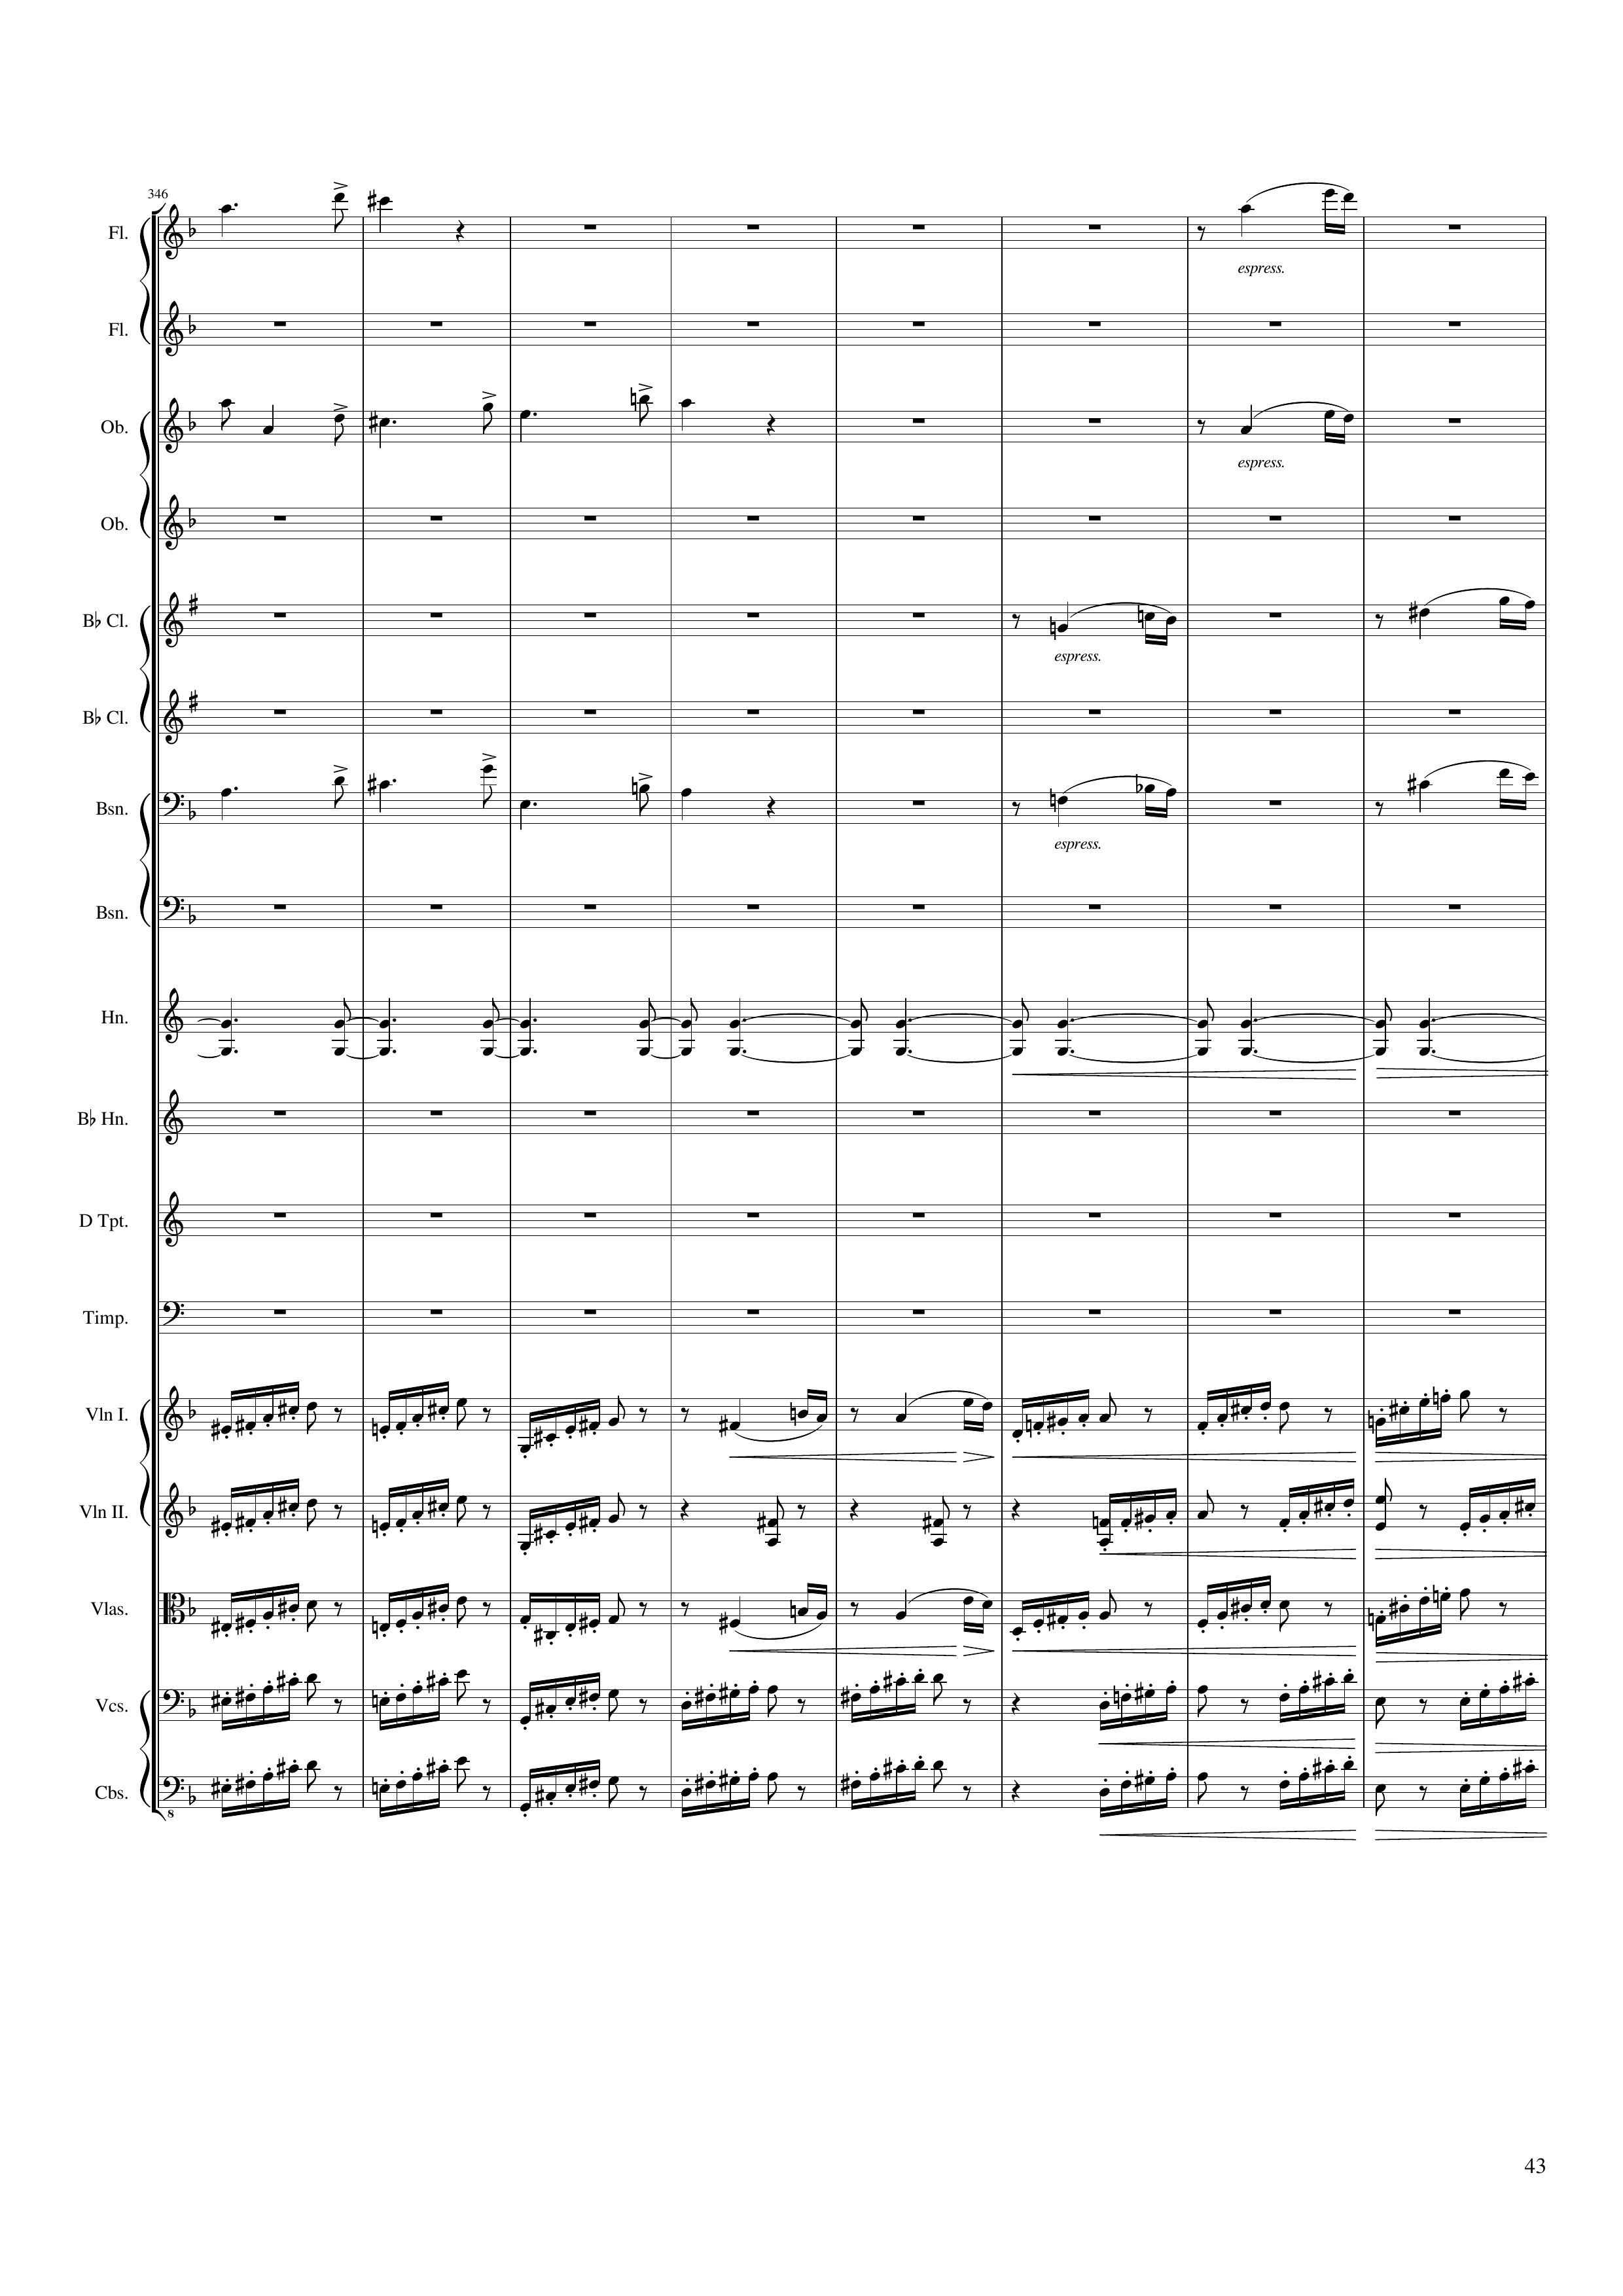 346
Fl.
espress.
Fl.
Ob.
espress.
Ob.
B♭ Cl.
espress.
B♭ Cl.
Bsn.
espress.
Bsn.
Hn.
B♭ Hn.
D Tpt.
Timp.
Vln I.
Vln II.
Vlas.
Vcs.
Cbs.
8
43